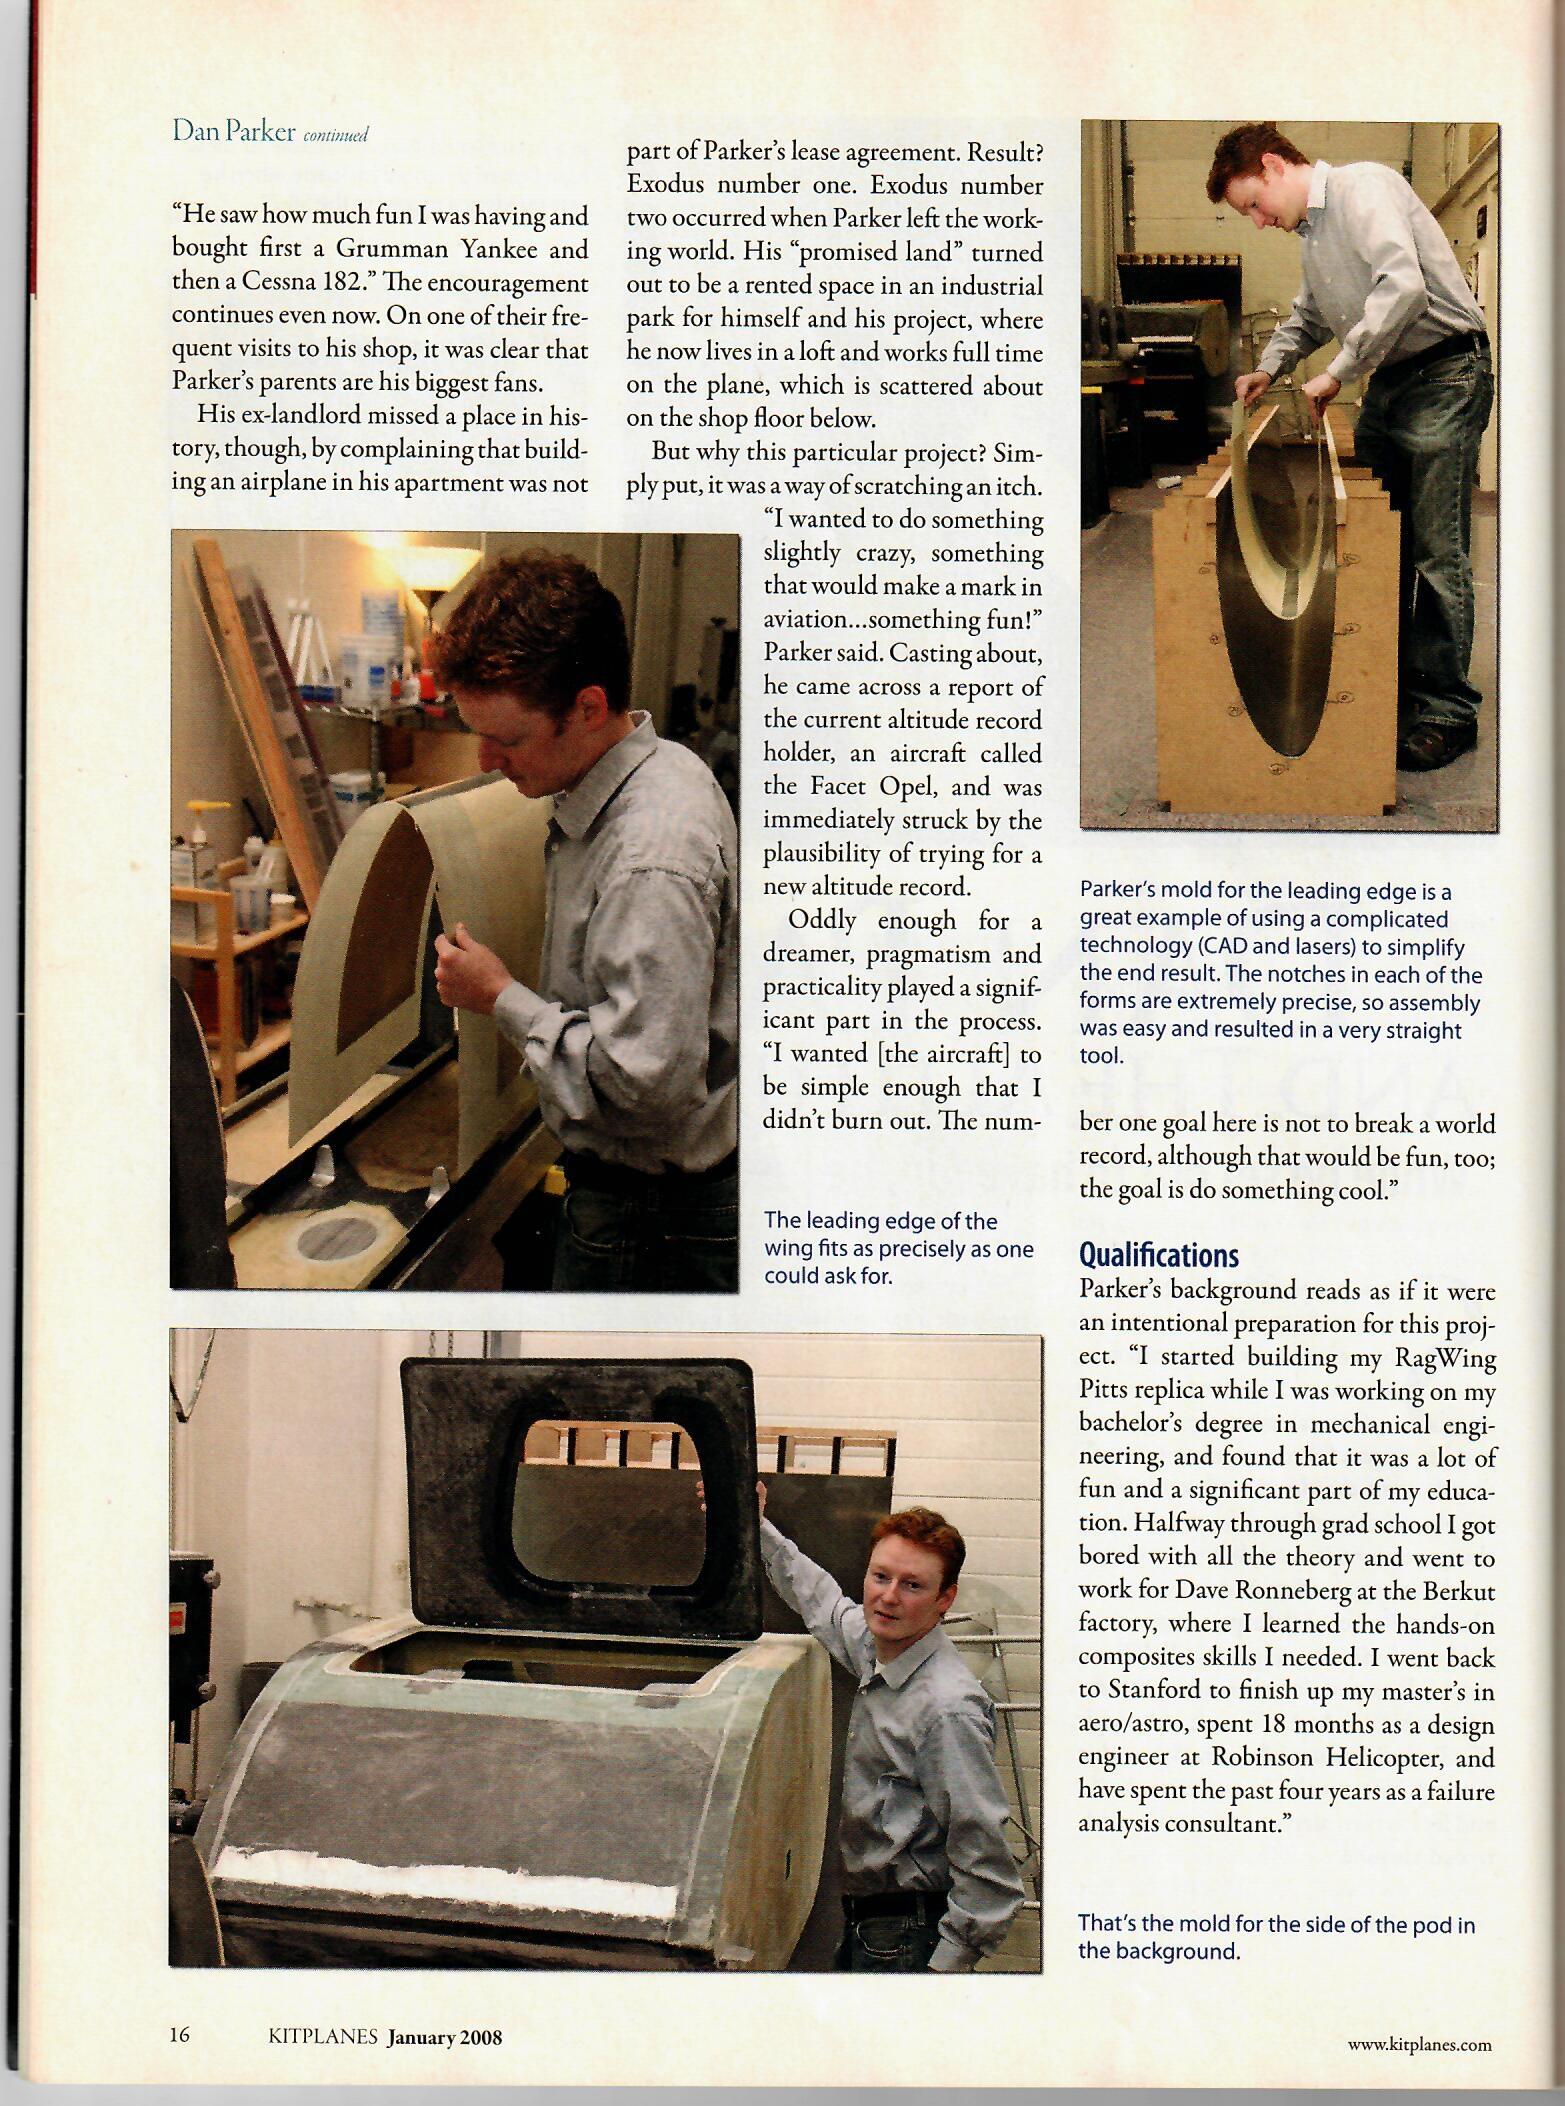 Dan Parker continued
“He saw how much fun I was having and
bought first a Grumman Yankee and
then a Cessna 182.” The encouragement
continues even now. On one of their fre-
quent visits to his shop, it was clear that
Parker’s parents are his biggest fans.
His ex-landlord missed a place in his-
tory, though, by complaining that build-
ing an airplane in his apartment was not
part of Parker’s lease agreement. Result?
Exodus number one. Exodus number
two occurred when Parker left the work-
ing world. His “promised land” turned
out to be a rented space in an industrial
park for himself and his project, where
he now lives in a loft and works full time
on the plane, which is scattered about
on the shop floor below.
But why this particular project? Sim-
ply put, it was a way of scratching an itch.
“I wanted to do something
slightly crazy, something
that would make a mark in
aviation...something fun!”
Parker said. Casting about,
he came across a report of
the current altitude record
holder, an aircraft called
the Facet Opel, and was
immediately struck by the
plausibility of trying for a
new altitude record.
Oddly enough for a
dreamer, pragmatism and
practicality played a signif-
icant part in the process.
“I wanted [the aircraft] to
be simple enough that I
didn’t burn out. The num-
The leading edge of the
wing fits as precisely as one
could ask for.
Parker’s mold for the leading edge is a
great example of using a complicated
technology (CAD and lasers) to simplify
the end result. The notches in each of the
forms are extremely precise, so assembly
was easy and resulted in a very straight
tool.
ber one goal here is not to break a world
record, although that would be fun, too;
the goal is do something cool.”
Qualifications
Parker’s background reads as if it were
an intentional preparation for this proj-
ect. “I started building my RagWing
Pitts replica while I was working on my
bachelor’s degree in mechanical engi-
neering, and found that it was a lot of
fun and a significant part of my educa-
tion. Halfway through grad school I got
bored with all the theory and went to
work for Dave Ronneberg at the Berkut
factory, where I learned the hands-on
composites skills I needed. I went back
to Stanford to finish up my master’s in
aero/astro, spent 18 months as a design
engineer at Robinson Helicopter, and
have spent the past four years as a failure
analysis consultant.”
That’s the mold for the side of the pod in
the background.
16 KITPLANES January 2008
www.kitplanes.com